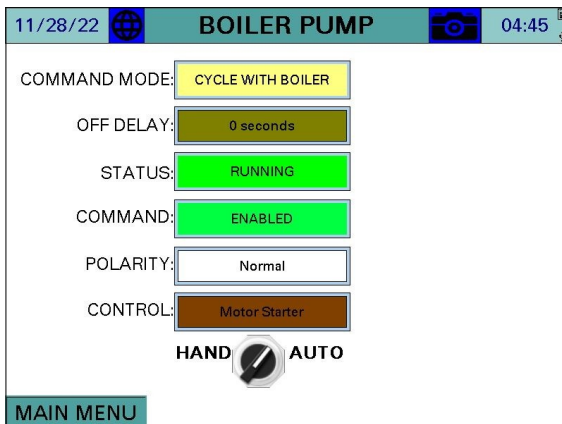 11/28/22 BOILER PUMP 04:45
COMMAND MODE: CYCLE WITH BOILER
OFF DELAY: 0 seconds
STATUS: RUNNING
COMMAND: ENABLED
POLARITY: Normal
CONTROL: Motor Starter
HAND AUTO
MAIN MENU